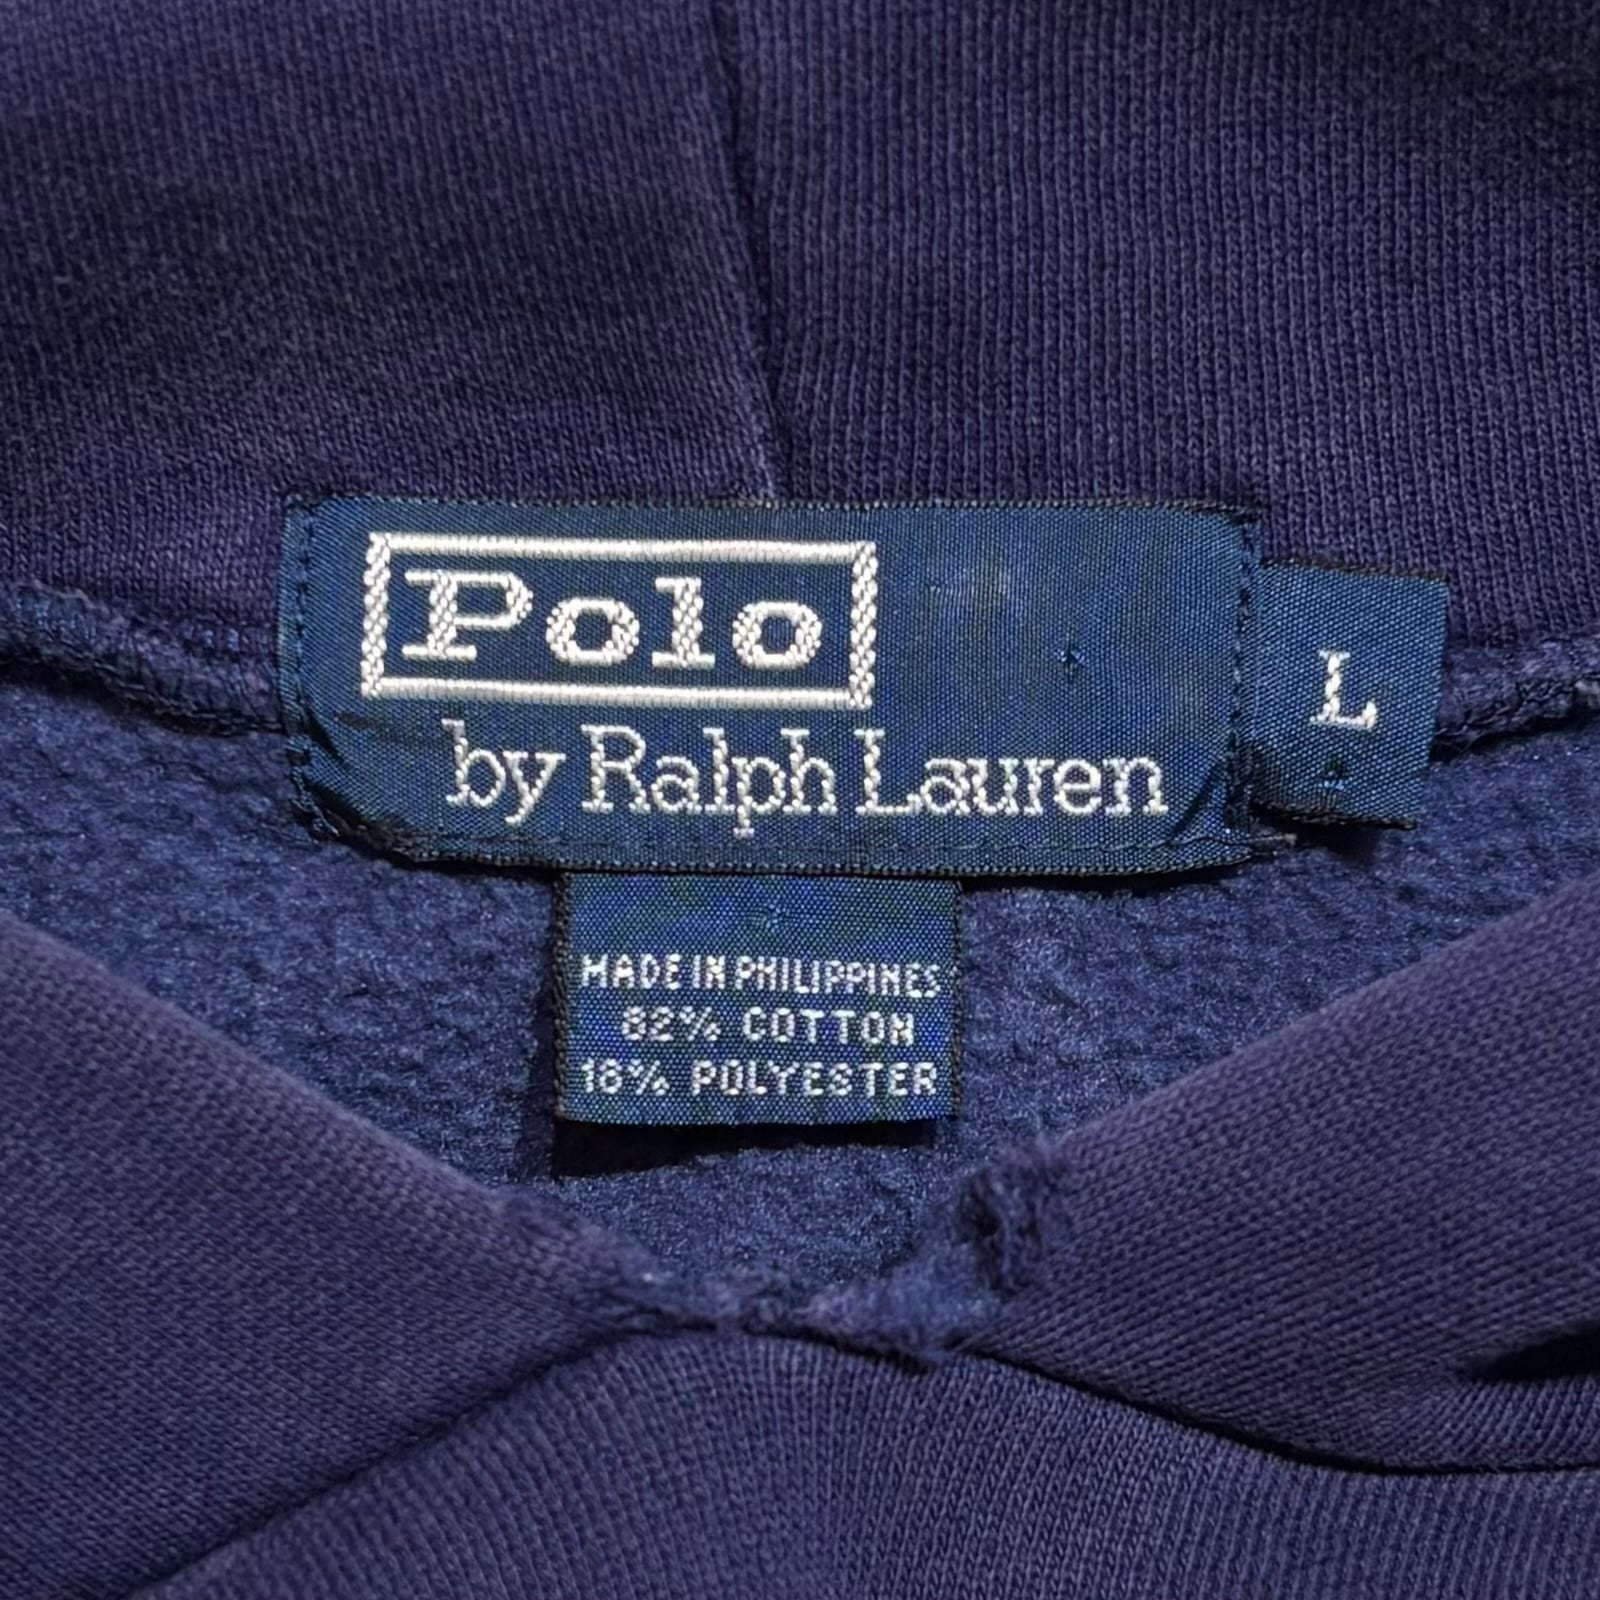 Polo
by Ralph Lauren
L
MADE IN PHILIPPINES
82% COTTON
18% POLYESTER